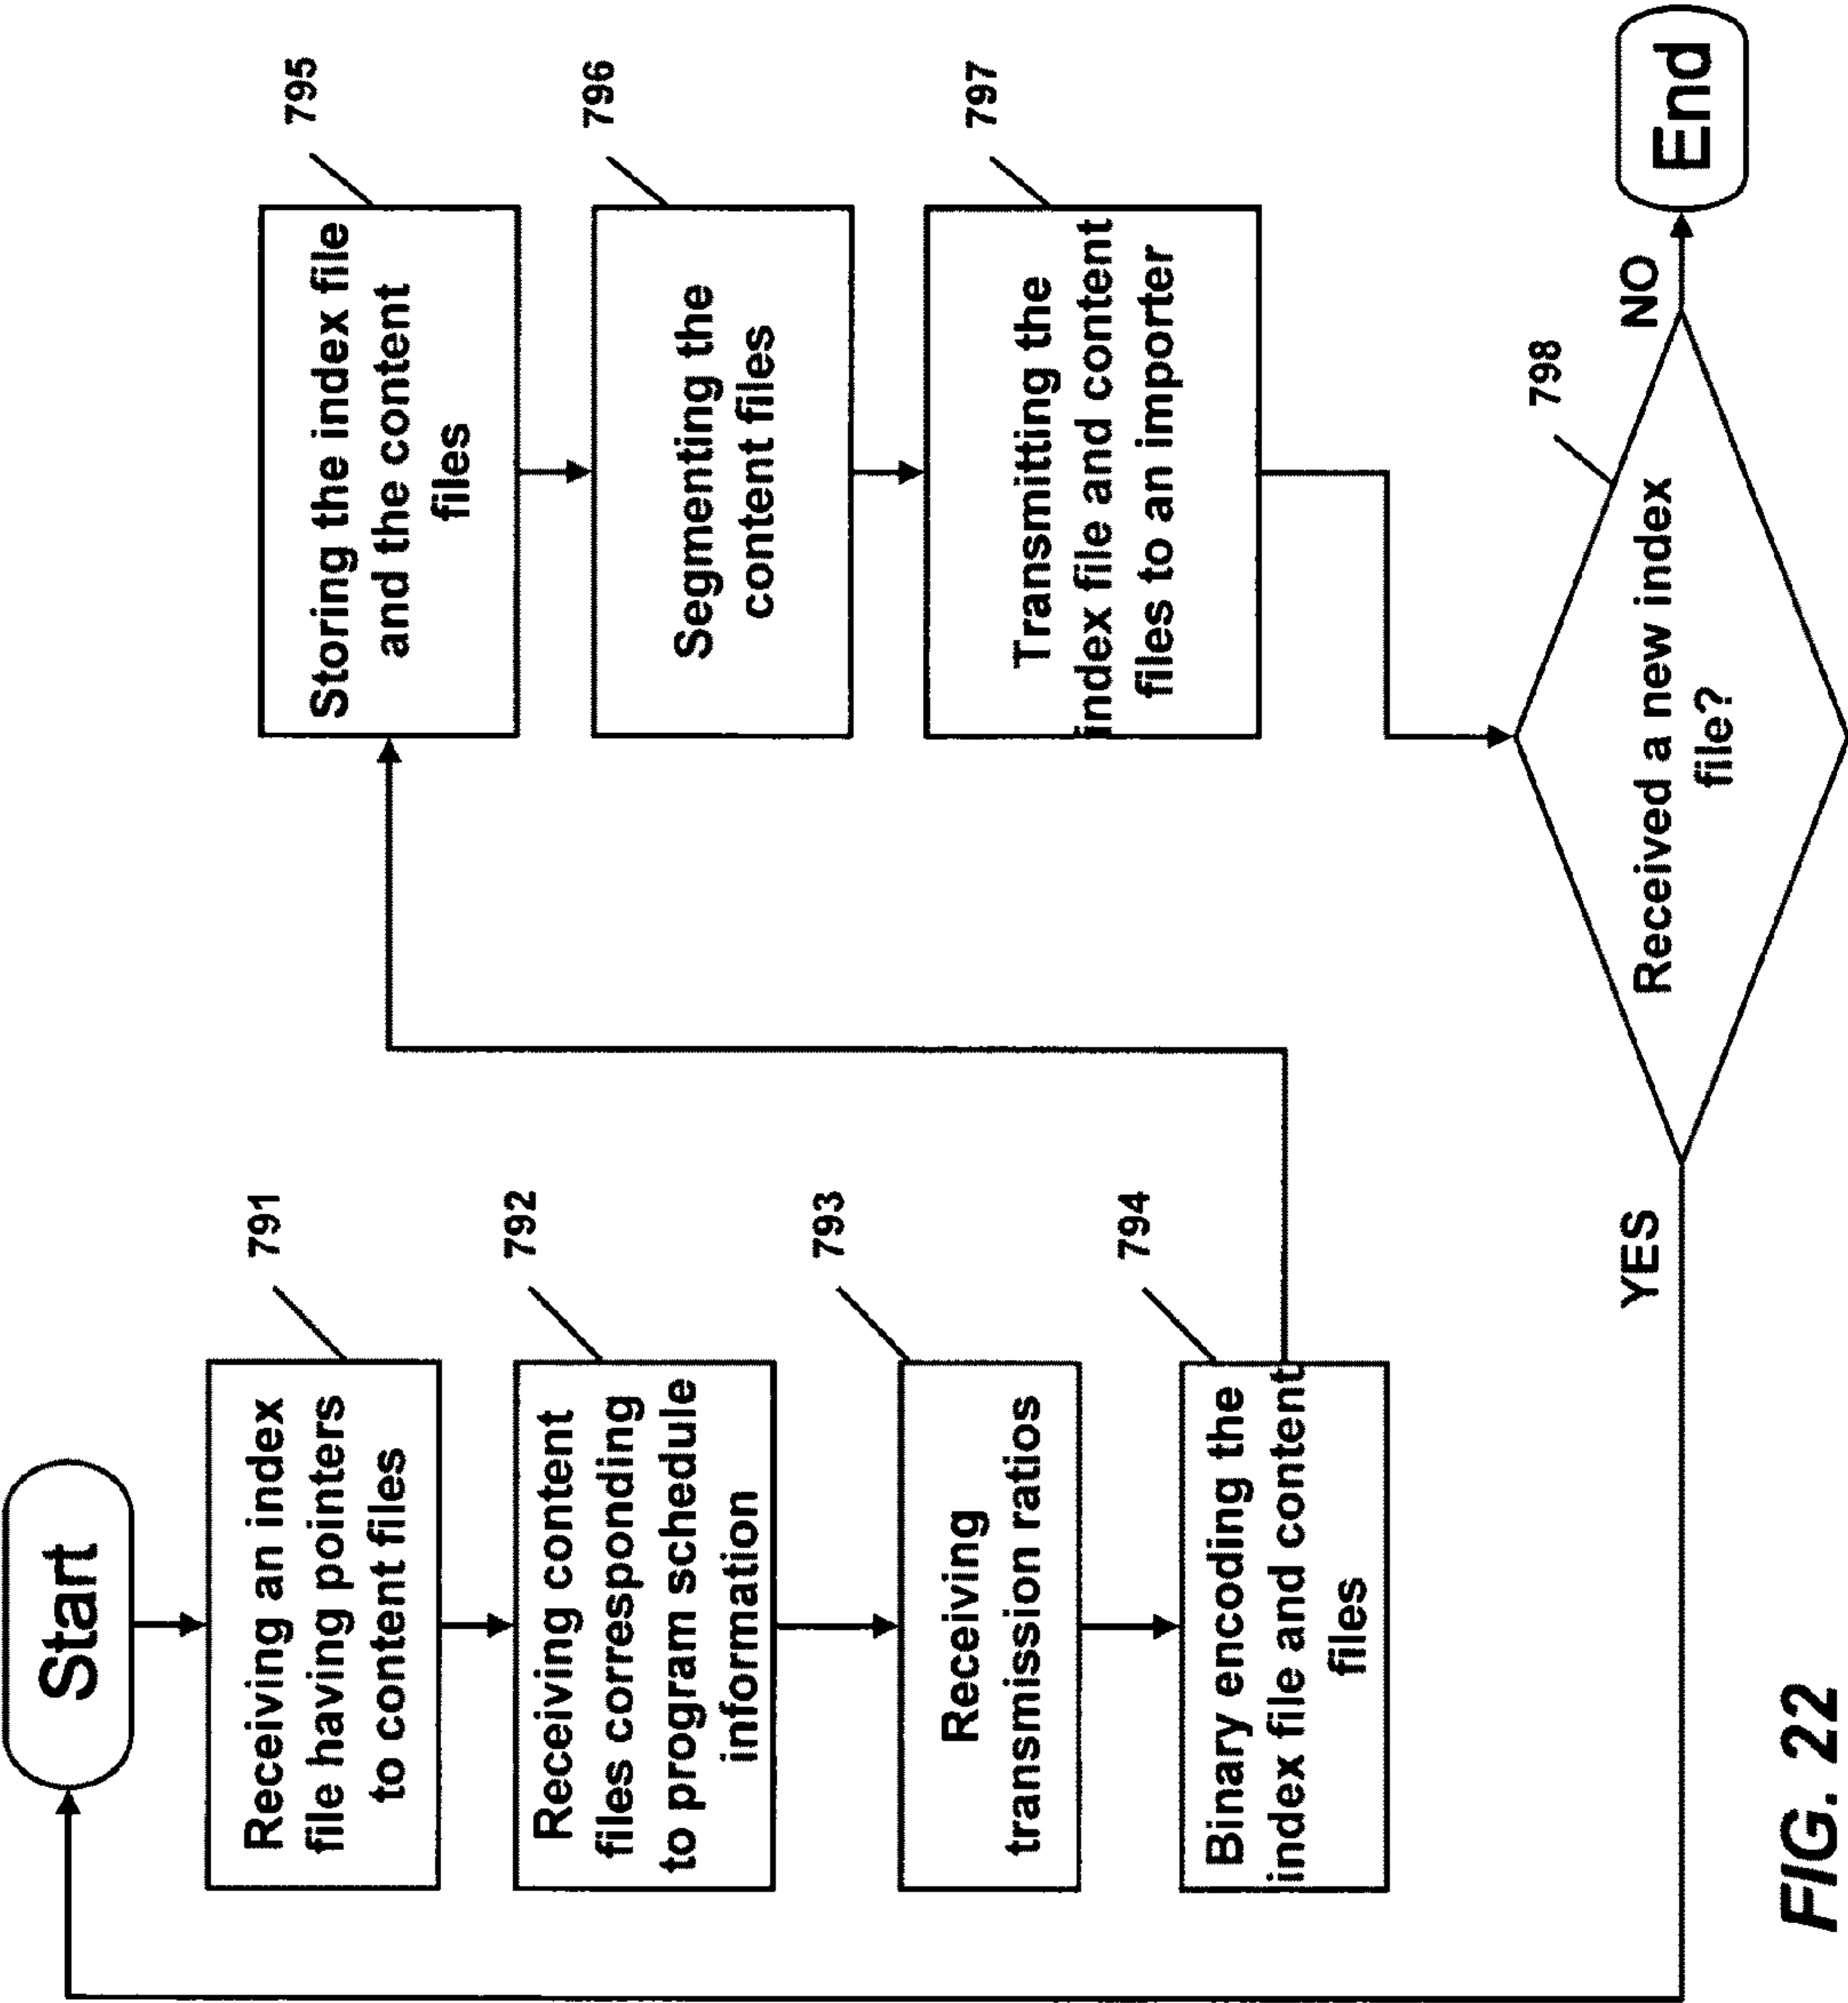 Start
791
Receiving an index
file having pointers
to content files
792
Receiving content
files corresponding
to program schedule
information
793
Receiving
transmission ratios
794
Binary encoding the
index file and content
files
795
Storing the index file
and the content
files
796
Segmenting the
content files
797
Transmitting the
index file and content
files to an importer
798
Received a new index
file?
YES
NO
End
FIG. 22